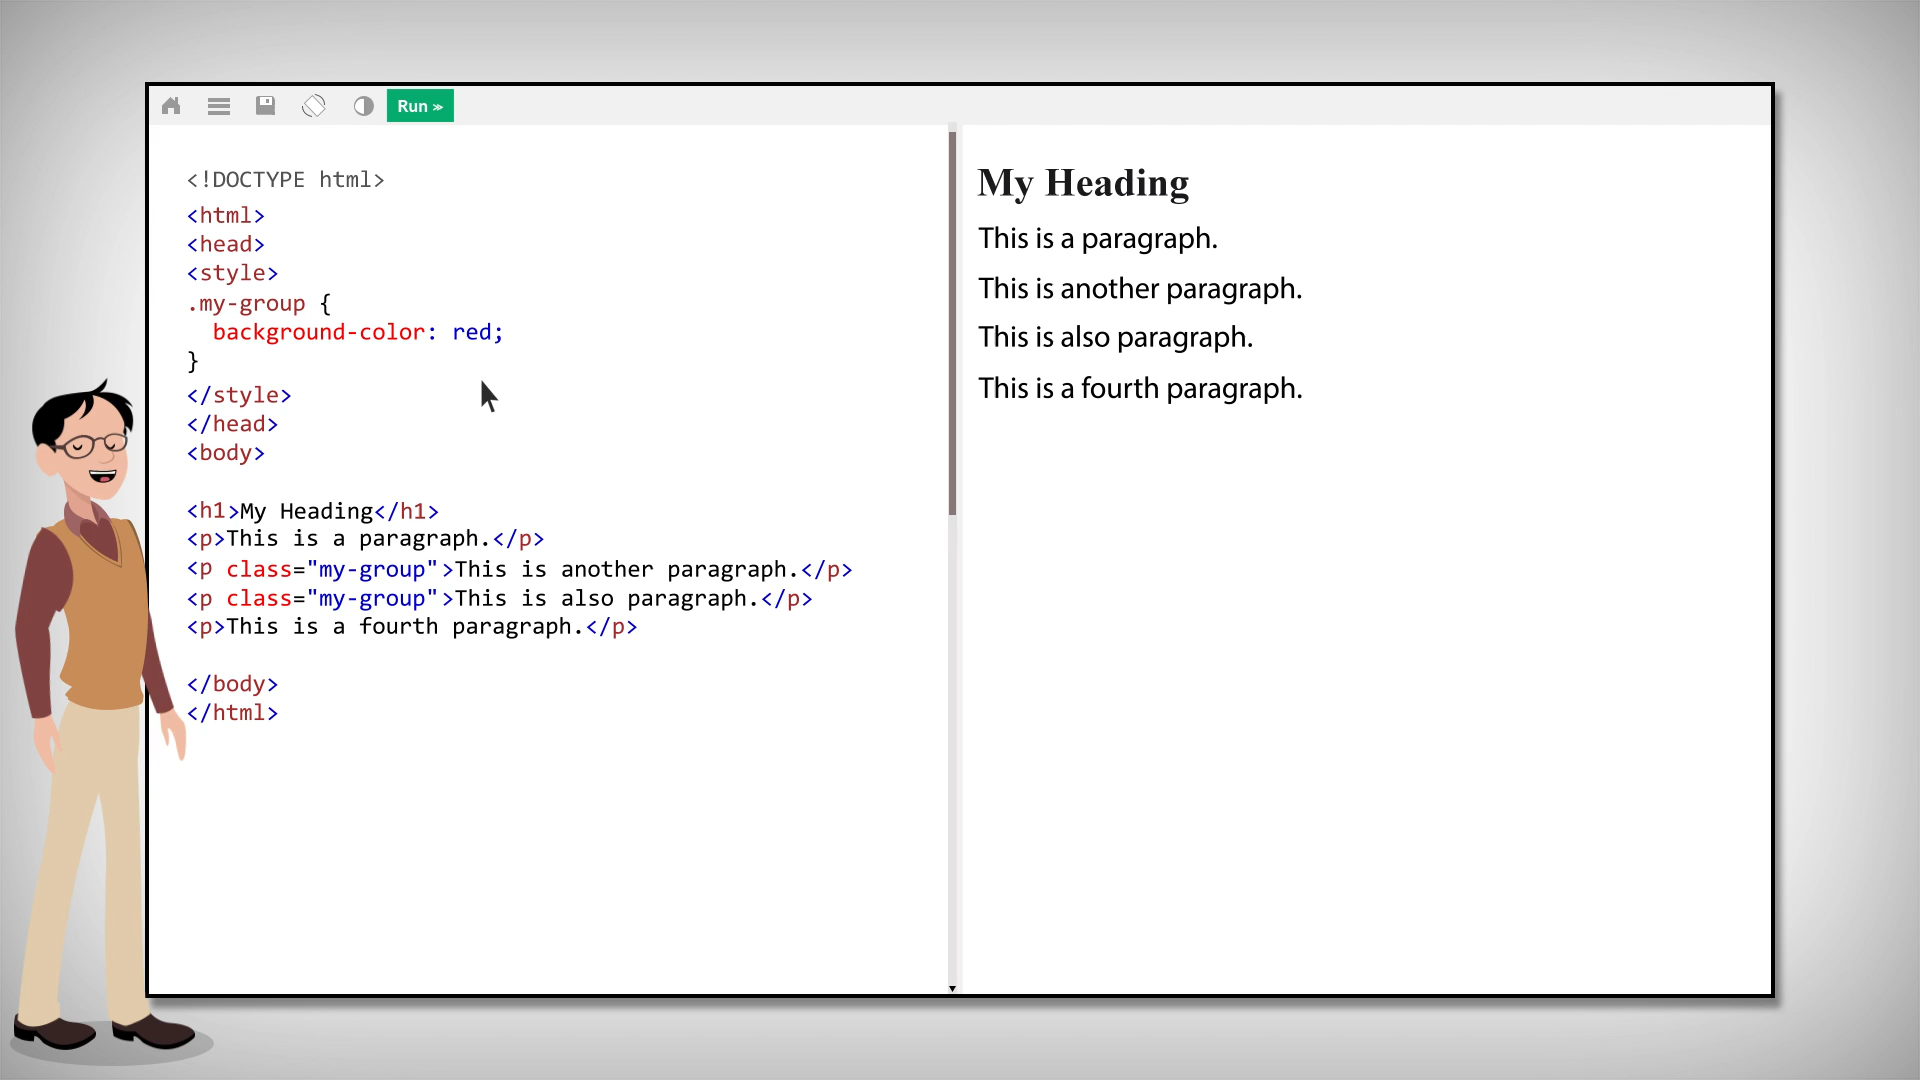 Run »
<!DOCTYPE html>
<html>
<head>
<style>
.my-group {
  background-color: red;
}
</style>
</head>
<body>
<h1>My Heading</h1>
<p>This is a paragraph.</p>
<p class="my-group">This is another paragraph.</p>
<p class="my-group">This is also paragraph.</p>
<p>This is a fourth paragraph.</p>
</body>
</html>
My Heading
This is a paragraph.
This is another paragraph.
This is also paragraph.
This is a fourth paragraph.